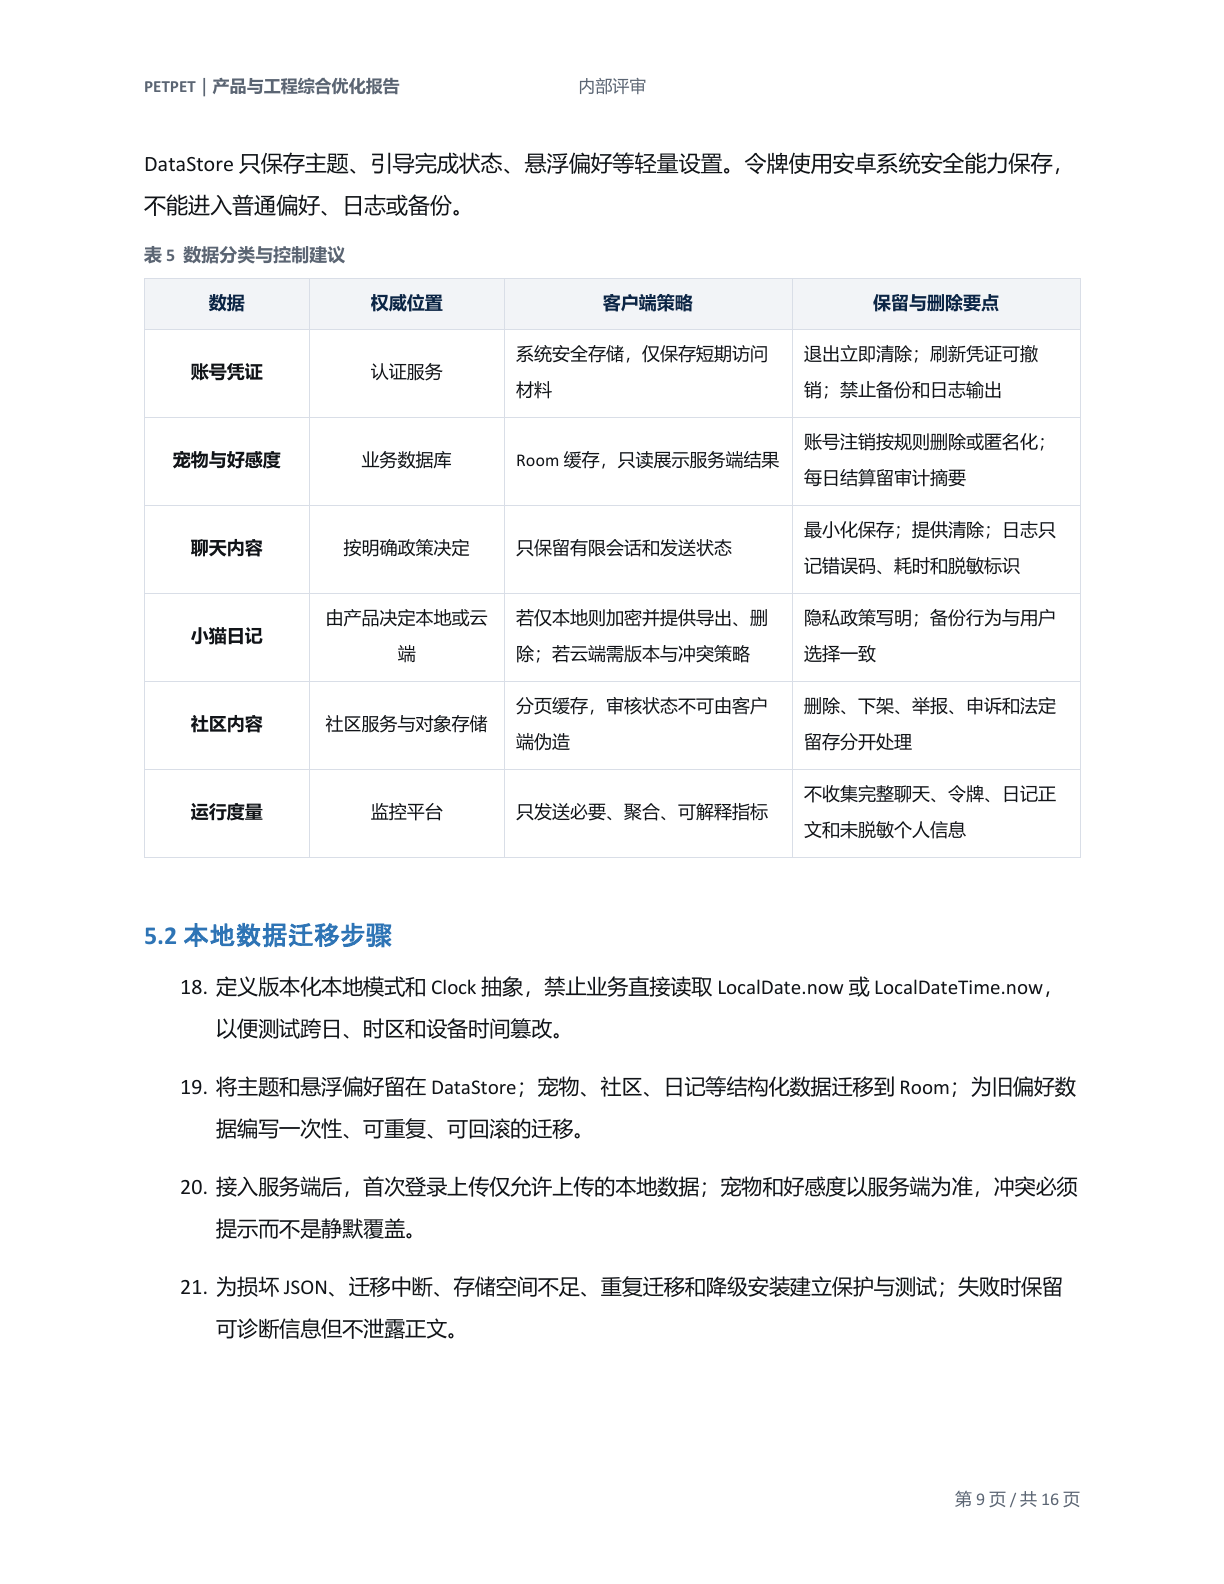 PETPET | 产品与工程综合优化报告 内部评审
DataStore 只保存主题、引导完成状态、悬浮偏好等轻量设置。令牌使用安卓系统安全能力保存，
不能进入普通偏好、日志或备份。
表 5 数据分类与控制建议
数据 权威位置 客户端策略 保留与删除要点
账号凭证 认证服务 系统安全存储，仅保存短期访问
材料 退出立即清除；刷新凭证可撤
销；禁止备份和日志输出
宠物与好感度 业务数据库 Room 缓存，只读展示服务端结果 账号注销按规则删除或匿名化；
每日结算留审计摘要
聊天内容 按明确政策决定 只保留有限会话和发送状态 最小化保存；提供清除；日志只
记错误码、耗时和脱敏标识
小猫日记 由产品决定本地或云
端 若仅本地则加密并提供导出、删
除；若云端需版本与冲突策略 隐私政策写明；备份行为与用户
选择一致
社区内容 社区服务与对象存储 分页缓存，审核状态不可由客户
端伪造 删除、下架、举报、申诉和法定
留存分开处理
运行度量 监控平台 只发送必要、聚合、可解释指标 不收集完整聊天、令牌、日记正
文和未脱敏个人信息
5.2 本地数据迁移步骤
18. 定义版本化本地模式和 Clock 抽象，禁止业务直接读取 LocalDate.now 或 LocalDateTime.now，
以便测试跨日、时区和设备时间篡改。
19. 将主题和悬浮偏好留在 DataStore；宠物、社区、日记等结构化数据迁移到 Room；为旧偏好数
据编写一次性、可重复、可回滚的迁移。
20. 接入服务端后，首次登录上传仅允许上传的本地数据；宠物和好感度以服务端为准，冲突必须
提示而不是静默覆盖。
21. 为损坏 JSON、迁移中断、存储空间不足、重复迁移和降级安装建立保护与测试；失败时保留
可诊断信息但不泄露正文。
第 9 页 / 共 16 页